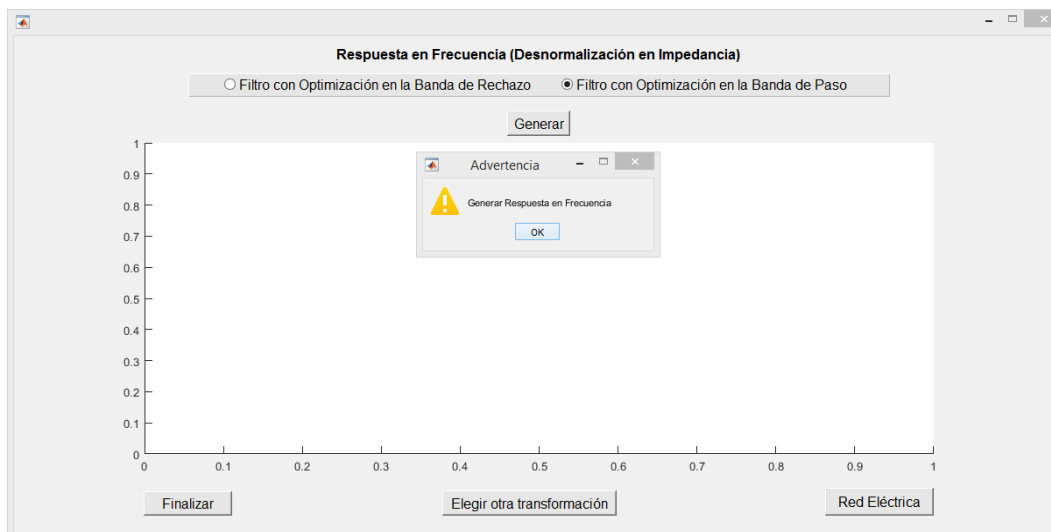 Respuesta en Frecuencia (Desnormalización en Impedancia)
Filtro con Optimización en la Banda de Rechazo Filtro con Optimización en la Banda de Paso
Generar
Advertencia
Generar Respuesta en Frecuencia
OK
1
0.9
0.8
0.7
0.6
0.5
0.4
0.3
0.2
0.1
0
0 0.1 0.2 0.3 0.4 0.5 0.6 0.7 0.8 0.9 1
Finalizar Elegir otra transformación Red Eléctrica